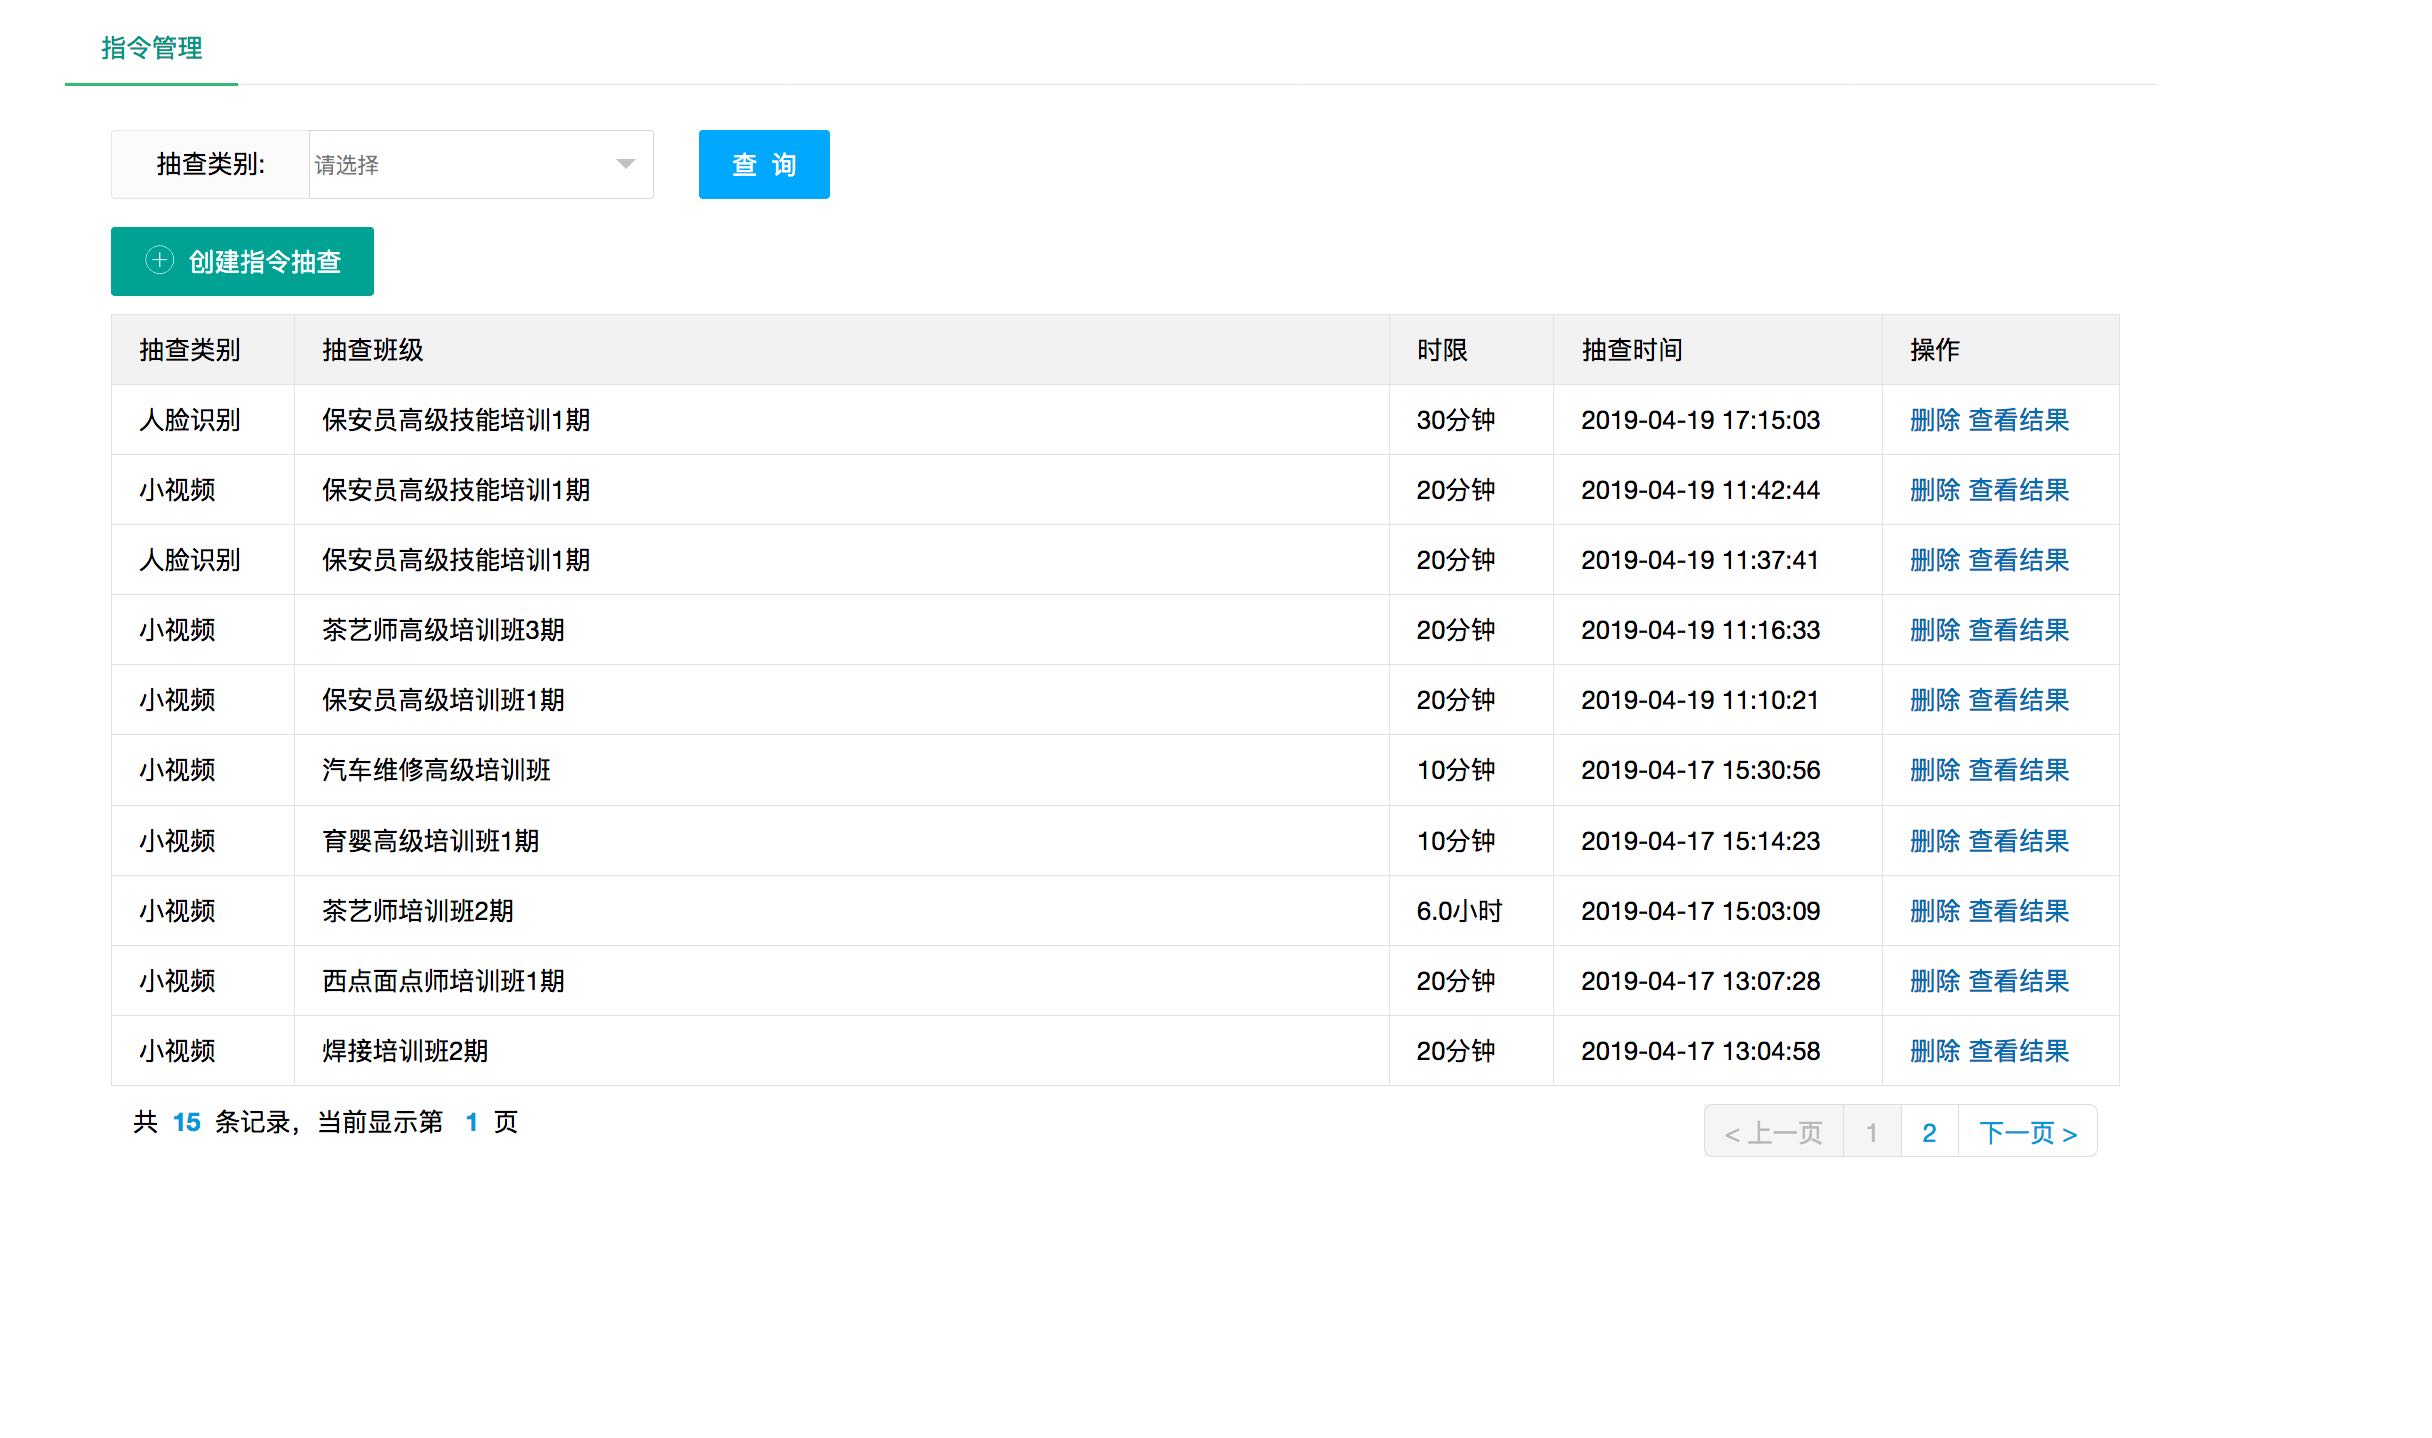 指令管理
抽查类别: 请选择 查 询
创建指令抽查
抽查类别 抽查班级 时限 抽查时间 操作
人脸识别 保安员高级技能培训1期 30分钟 2019-04-19 17:15:03 删除 查看结果
小视频 保安员高级技能培训1期 20分钟 2019-04-19 11:42:44 删除 查看结果
人脸识别 保安员高级技能培训1期 20分钟 2019-04-19 11:37:41 删除 查看结果
小视频 茶艺师高级培训班3期 20分钟 2019-04-19 11:16:33 删除 查看结果
小视频 保安员高级培训班1期 20分钟 2019-04-19 11:10:21 删除 查看结果
小视频 汽车维修高级培训班 10分钟 2019-04-17 15:30:56 删除 查看结果
小视频 育婴高级培训班1期 10分钟 2019-04-17 15:14:23 删除 查看结果
小视频 茶艺师培训班2期 6.0小时 2019-04-17 15:03:09 删除 查看结果
小视频 西点面点师培训班1期 20分钟 2019-04-17 13:07:28 删除 查看结果
小视频 焊接培训班2期 20分钟 2019-04-17 13:04:58 删除 查看结果
共 15 条记录，当前显示第 1 页 < 上一页 1 2 下一页 >